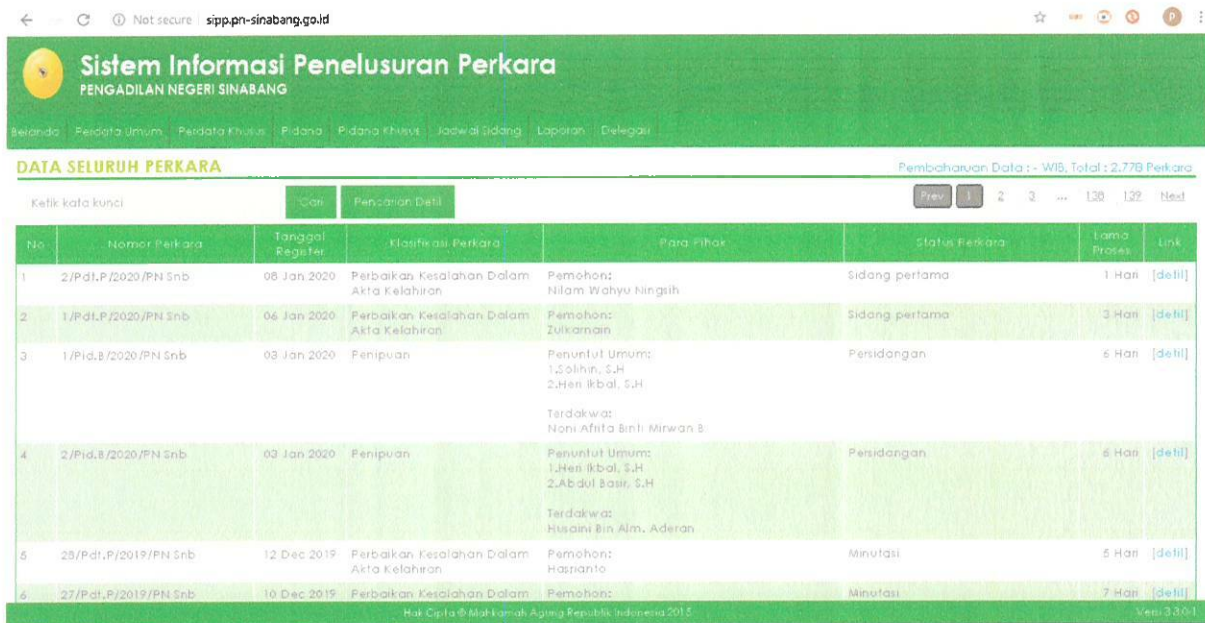 Not secure sipp.pn-sinabang.go.id
Sistem Informasi Penelusuran Perkara
PENGADILAN NEGERI SINABANG
Beranda Perdata Umum Perdata Khusus Pidana Pidana Khusus Jadwal Sidang Laporan Delegasi
DATA SELURUH PERKARA Pembaharuan Data : - WIB, Total : 2.778 Perkara
Ketik kata kunci Cari Pencarian Detil Prev 1 2 3 ... 138 139 Next
No Nomor Perkara Tanggal Register Klasifikasi Perkara Para Pihak Status Perkara Lama Proses Link
1 2/Pdt.P/2020/PN Snb 08 Jan 2020 Perbaikan Kesalahan Dalam Pemohon: Sidang pertama 1 Hari [detil]
Akta Kelahiran Nilam Wahyu Ningsih
2 1/Pdt.P/2020/PN Snb 06 Jan 2020 Perbaikan Kesalahan Dalam Pemohon: Sidang pertama 3 Hari [detil]
Akta Kelahiran Zulkarnain
3 1/Pid.B/2020/PN Snb 03 Jan 2020 Penipuan Penuntut Umum: Persidangan 6 Hari [detil]
1.Solihin, S.H
2.Heri Ikbal, S.H
Terdakwa:
Noni Afrita Binti Mirwan B
4 2/Pid.B/2020/PN Snb 03 Jan 2020 Penipuan Penuntut Umum: Persidangan 6 Hari [detil]
1.Heri Ikbal, S.H
2.Abdul Basir, S.H
Terdakwa:
Husaini Bin Alm. Aderan
5 28/Pdt.P/2019/PN Snb 12 Dec 2019 Perbaikan Kesalahan Dalam Pemohon: Minutasi 5 Hari [detil]
Akta Kelahiran Hasrianto
6 27/Pdt.P/2019/PN Snb 10 Dec 2019 Perbaikan Kesalahan Dalam Pemohon: Minutasi 7 Hari [detil]
Hak Cipta © Mahkamah Agung Republik Indonesia 2015 Versi 3.3.0-1